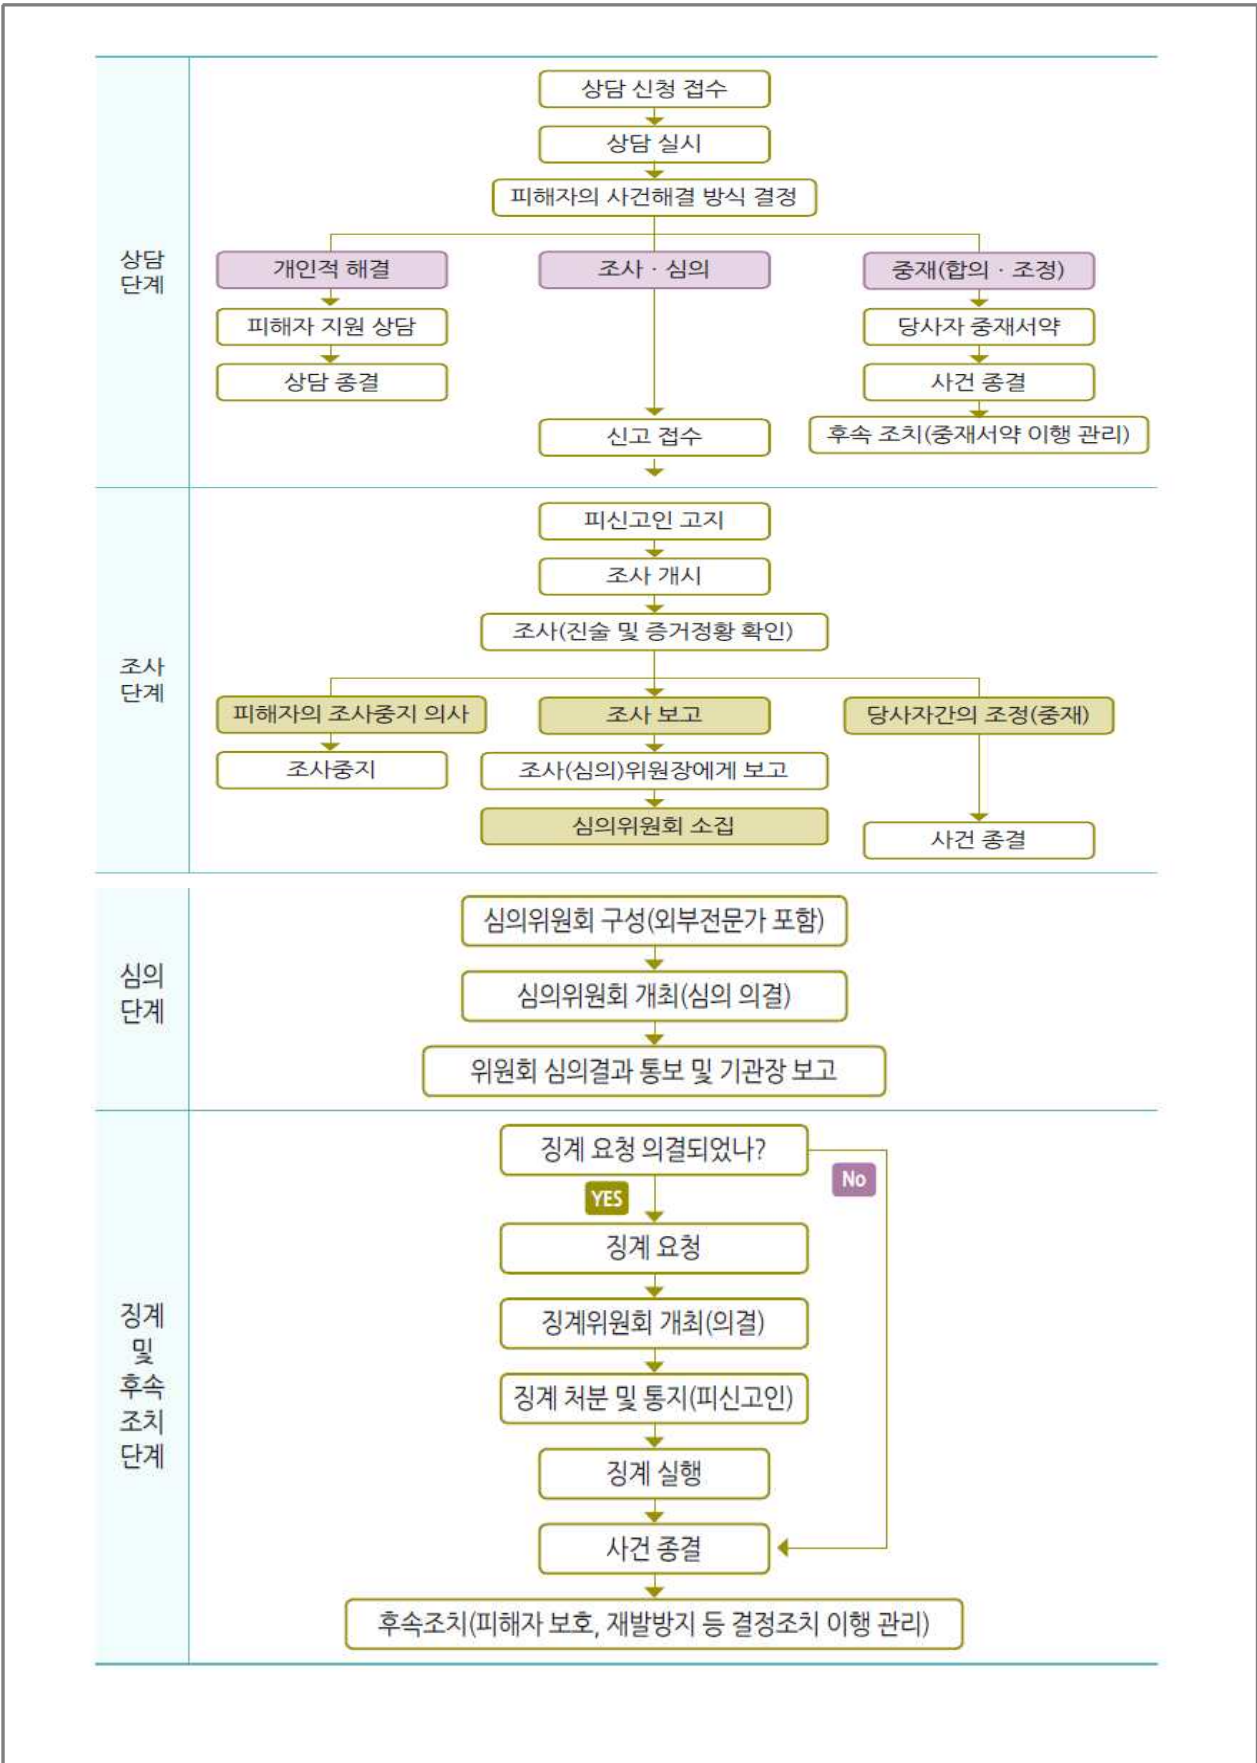 상담
단계
상담 신청 접수
상담 실시
피해자의 사건해결 방식 결정
개인적 해결
조사 · 심의
중재(합의 · 조정)
피해자 지원 상담
당사자 중재서약
상담 종결
사건 종결
신고 접수
후속 조치(중재서약 이행 관리)
조사
단계
피신고인 고지
조사 개시
조사(진술 및 증거정황 확인)
피해자의 조사중지 의사
조사 보고
당사자간의 조정(중재)
조사중지
조사(심의)위원장에게 보고
심의위원회 소집
사건 종결
심의
단계
심의위원회 구성(외부전문가 포함)
심의위원회 개최(심의 의결)
위원회 심의결과 통보 및 기관장 보고
징계
및
후속
조치
단계
징계 요청 의결되었나?
No
YES
징계 요청
징계위원회 개최(의결)
징계 처분 및 통지(피신고인)
징계 실행
사건 종결
후속조치(피해자 보호, 재발방지 등 결정조치 이행 관리)